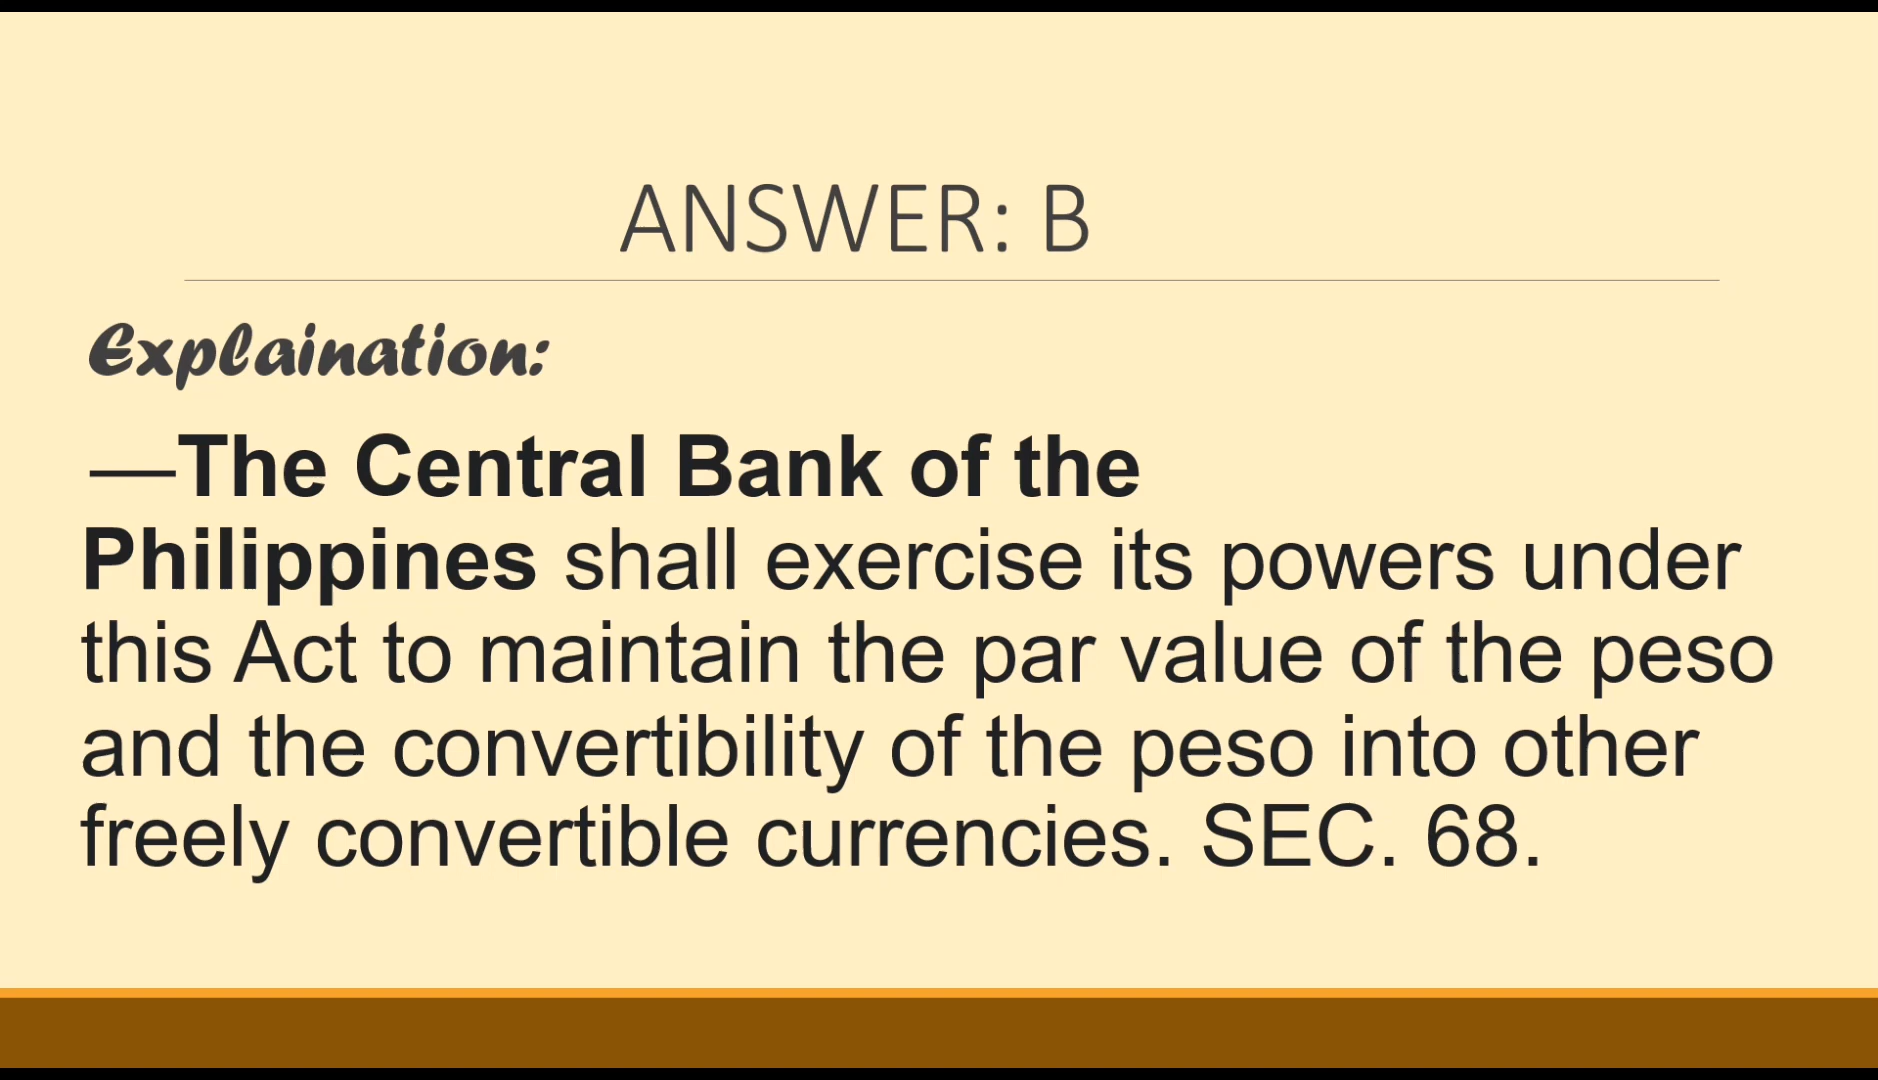 ANSWER: B
Explaination:
—The Central Bank of the
Philippines shall exercise its powers under
this Act to maintain the par value of the peso
and the convertibility of the peso into other
freely convertible currencies. SEC. 68.